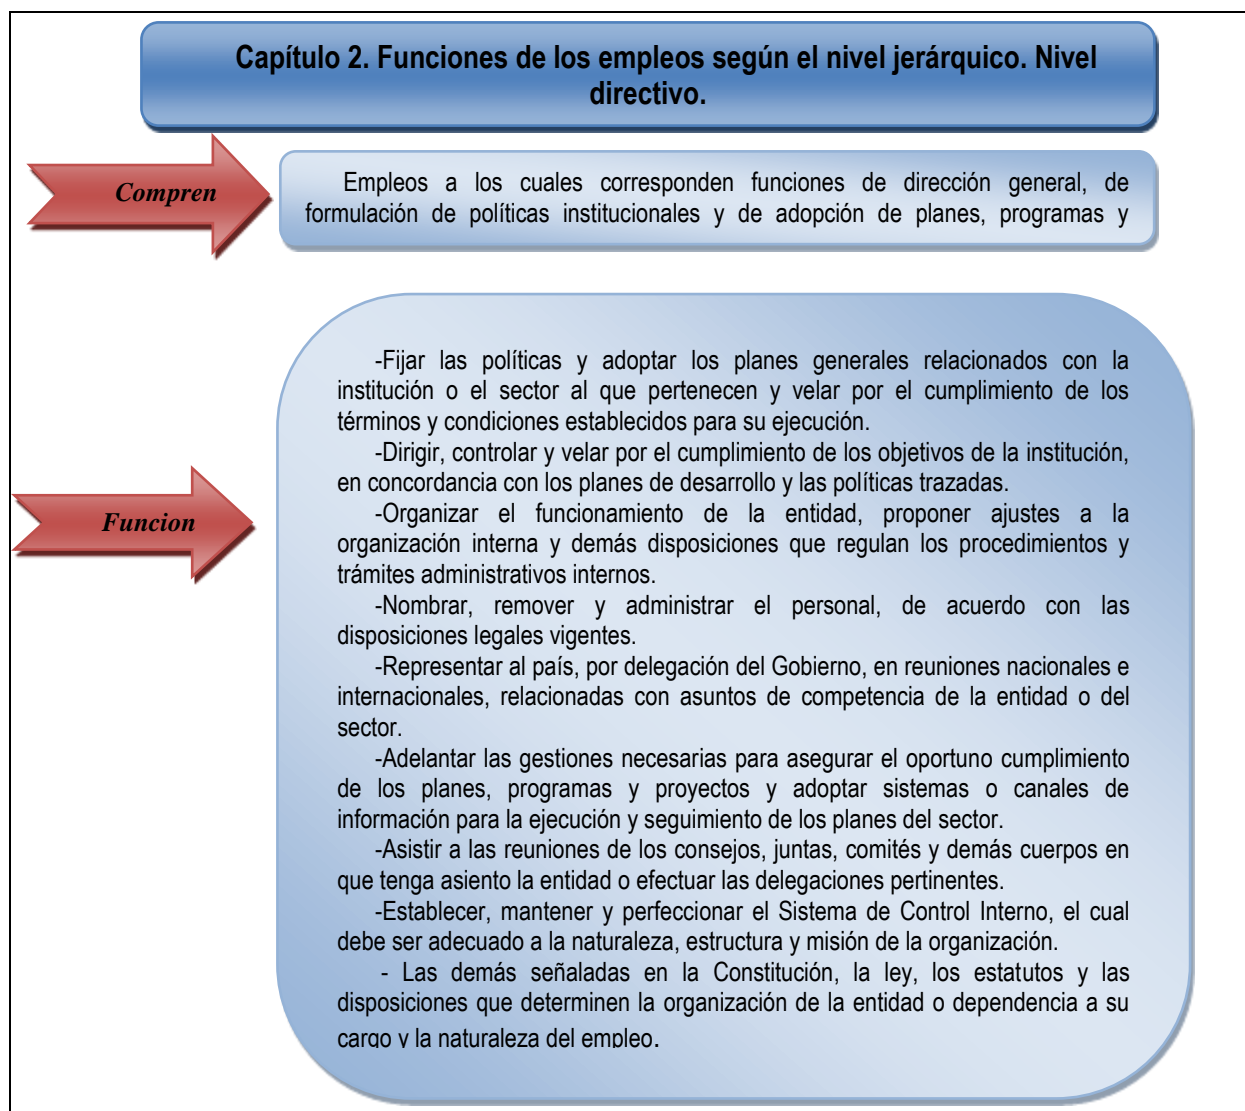 Capítulo 2. Funciones de los empleos según el nivel jerárquico. Nivel
directivo.
Compren
Empleos a los cuales corresponden funciones de dirección general, de
formulación de políticas institucionales y de adopción de planes, programas y
-Fijar las políticas y adoptar los planes generales relacionados con la
institución o el sector al que pertenecen y velar por el cumplimiento de los
términos y condiciones establecidos para su ejecución.
-Dirigir, controlar y velar por el cumplimiento de los objetivos de la institución,
en concordancia con los planes de desarrollo y las políticas trazadas.
Funcion
-Organizar el funcionamiento de la entidad, proponer ajustes a la
organización interna y demás disposiciones que regulan los procedimientos y
trámites administrativos internos.
-Nombrar, remover y administrar el personal, de acuerdo con las
disposiciones legales vigentes.
-Representar al país, por delegación del Gobierno, en reuniones nacionales e
internacionales, relacionadas con asuntos de competencia de la entidad o del
sector.
-Adelantar las gestiones necesarias para asegurar el oportuno cumplimiento
de los planes, programas y proyectos y adoptar sistemas o canales de
información para la ejecución y seguimiento de los planes del sector.
-Asistir a las reuniones de los consejos, juntas, comités y demás cuerpos en
que tenga asiento la entidad o efectuar las delegaciones pertinentes.
-Establecer, mantener y perfeccionar el Sistema de Control Interno, el cual
debe ser adecuado a la naturaleza, estructura y misión de la organización.
- Las demás señaladas en la Constitución, la ley, los estatutos y las
disposiciones que determinen la organización de la entidad o dependencia a su
cargo y la naturaleza del empleo.